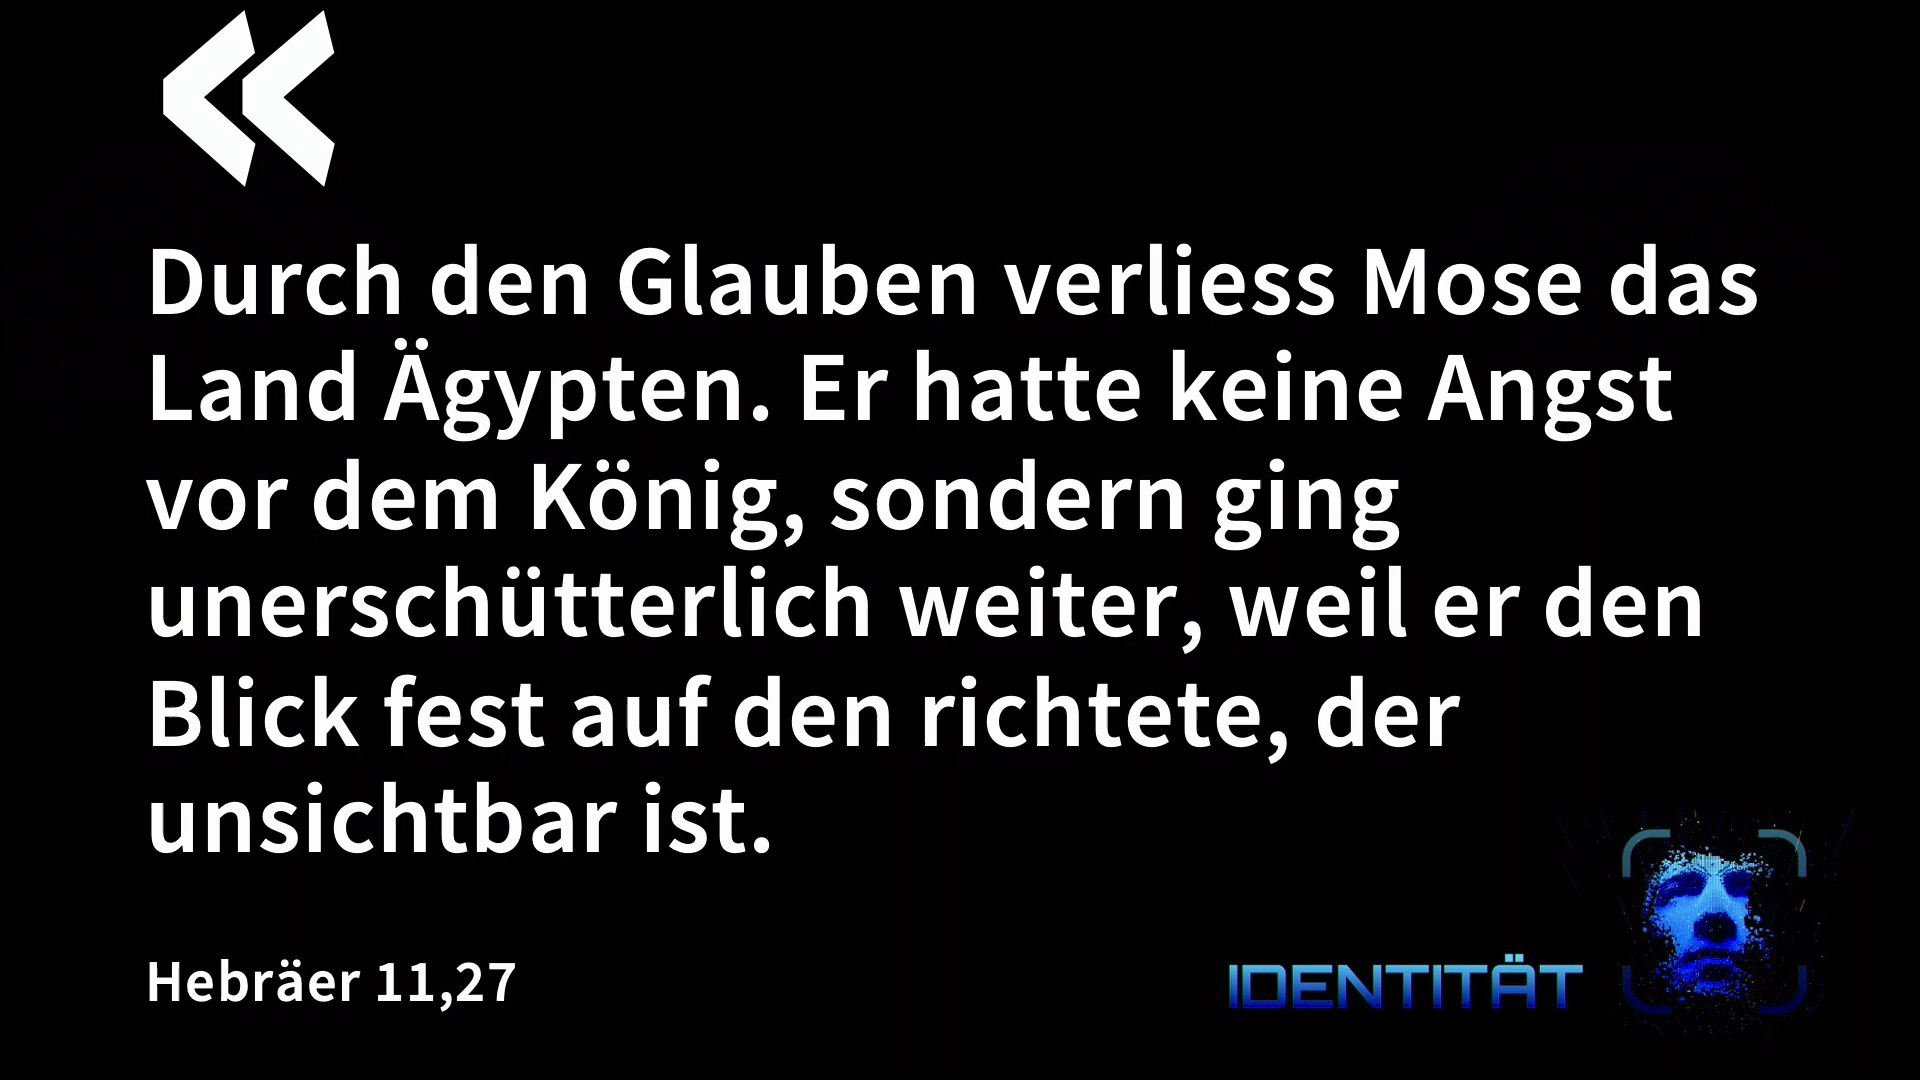 «
Durch den Glauben verliess Mose das
Land Ägypten. Er hatte keine Angst
vor dem König, sondern ging
unerschütterlich weiter, weil er den
Blick fest auf den richtete, der
unsichtbar ist.
Hebräer 11,27
IDENTITÄT